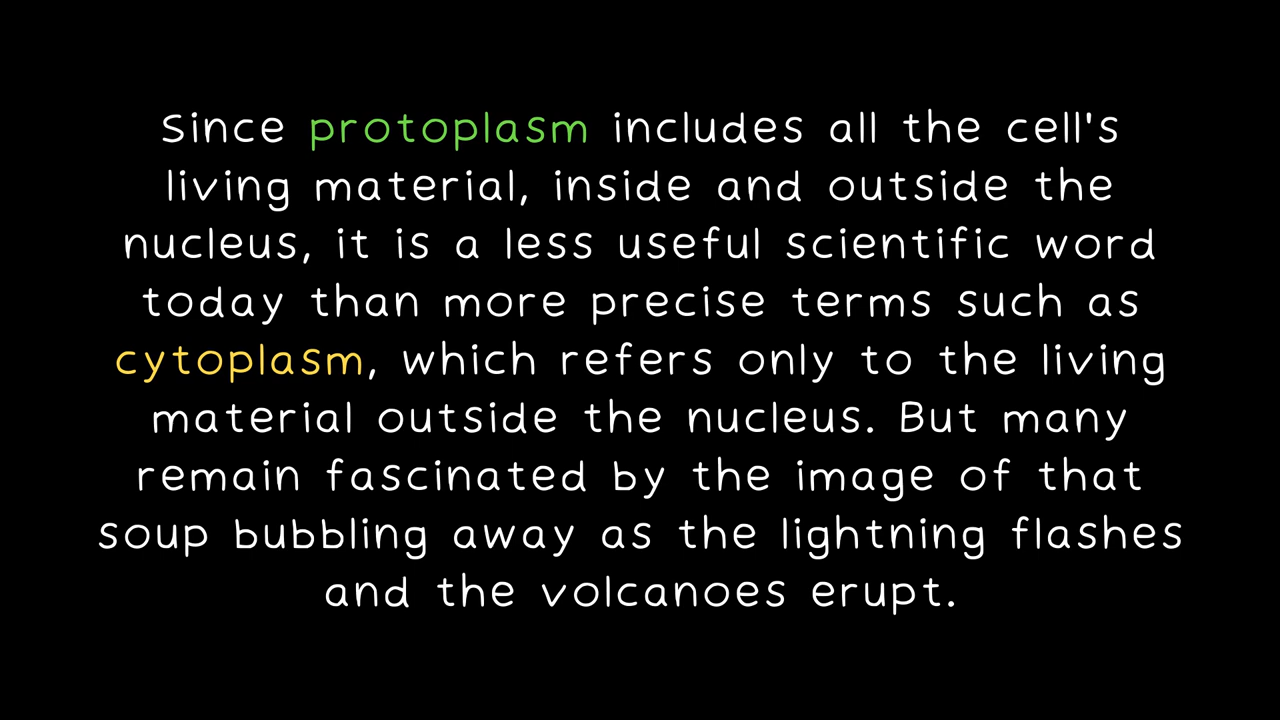 Since protoplasm includes all the cell's
living material, inside and outside the
nucleus, it is a less useful scientific word
today than more precise terms such as
cytoplasm, which refers only to the living
material outside the nucleus. But many
remain fascinated by the image of that
soup bubbling away as the lightning flashes
and the volcanoes erupt.